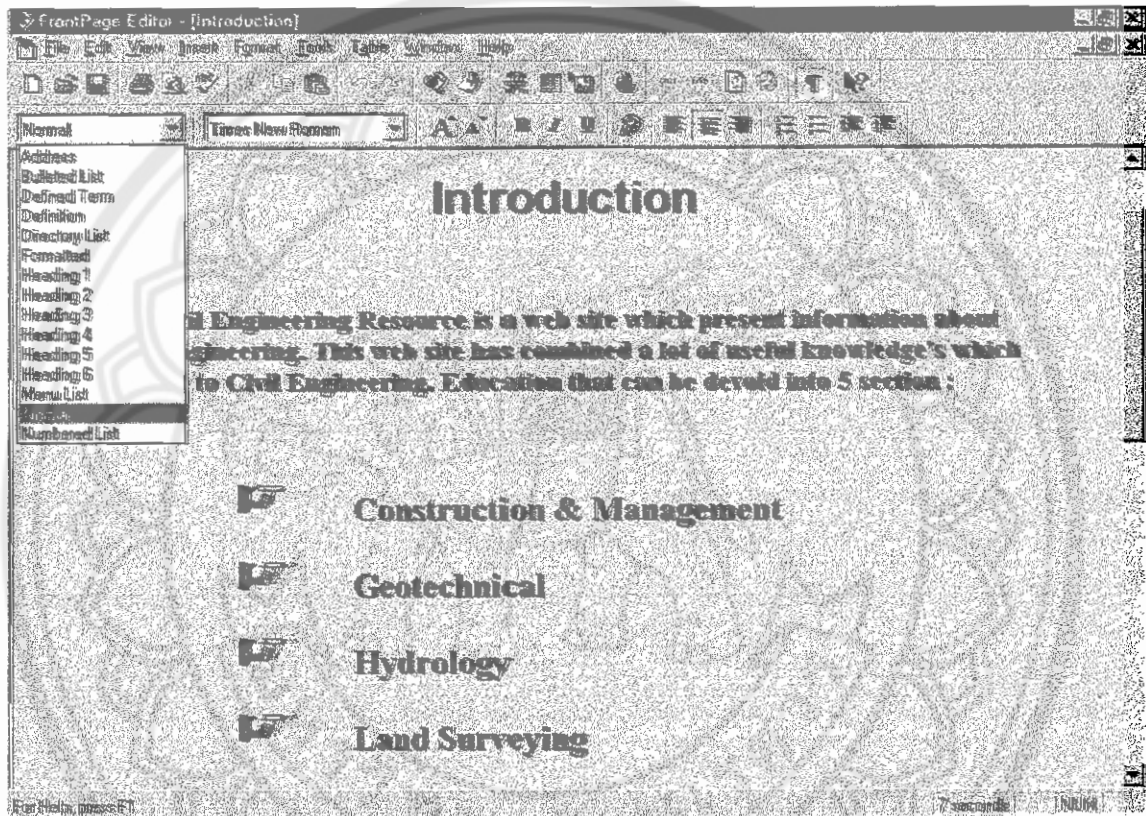 FrontPage Editor - [Introduction]
File Edit View Insert Format Tools Table Window Help
Normal Times New Roman
Address
Bulleted List
Defined Term
Definition
Directory List
Formatted
Heading 1
Heading 2
Heading 3
Heading 4
Heading 5
Heading 6
Menu List
Normal
Numbered List
Introduction
il Engineering Resource is a web site which present information about
gineering. This web site has combined a lot of useful knowledge's which
to Civil Engineering. Education that can be devoid into 5 section :
Construction & Management
Geotechnical
Hydrology
Land Surveying
For Help, press F1 7 seconds NUM